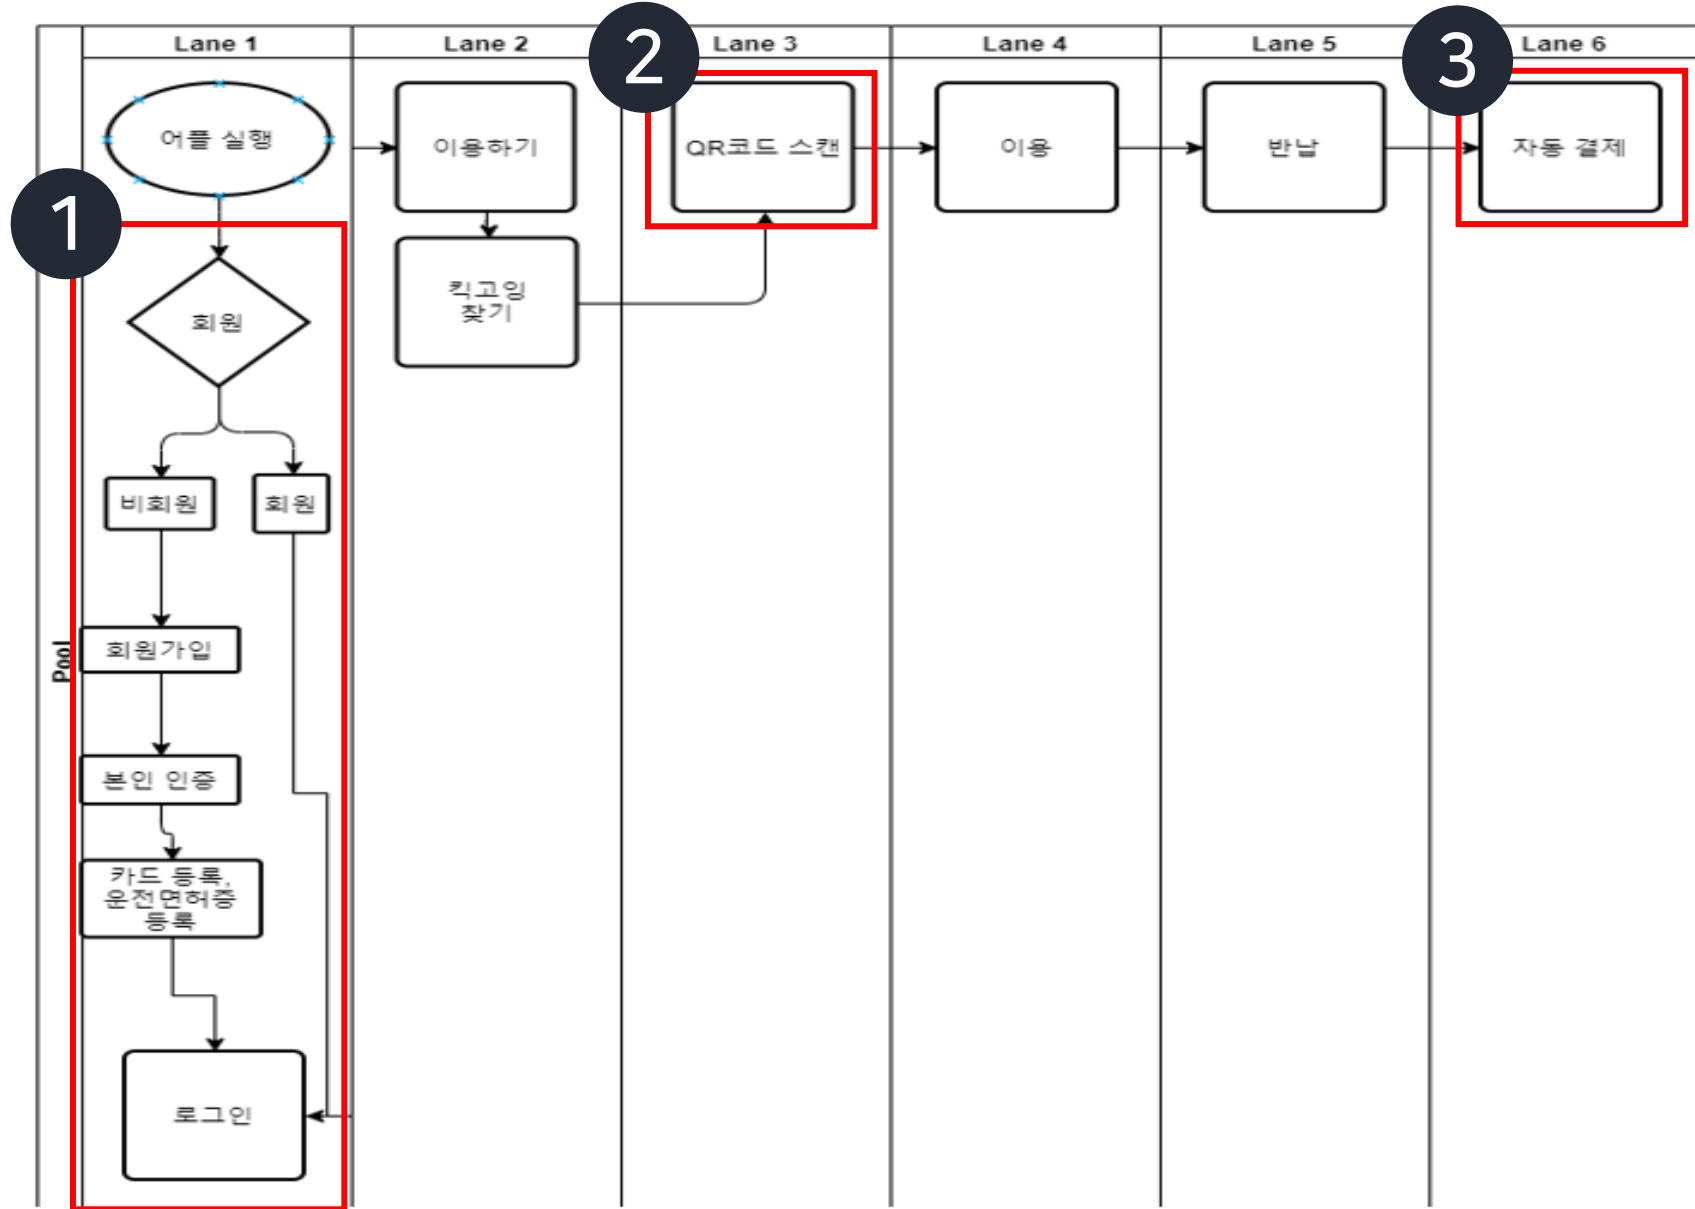 Lane 1
Lane 2
Lane 3
Lane 4
Lane 5
Lane 6
1
2
3
Pool
어플 실행
회원
비회원
회원
회원가입
본인 인증
카드 등록,
운전면허증
등록
로그인
이용하기
킥고잉
찾기
QR코드 스캔
이용
반납
자동 결제